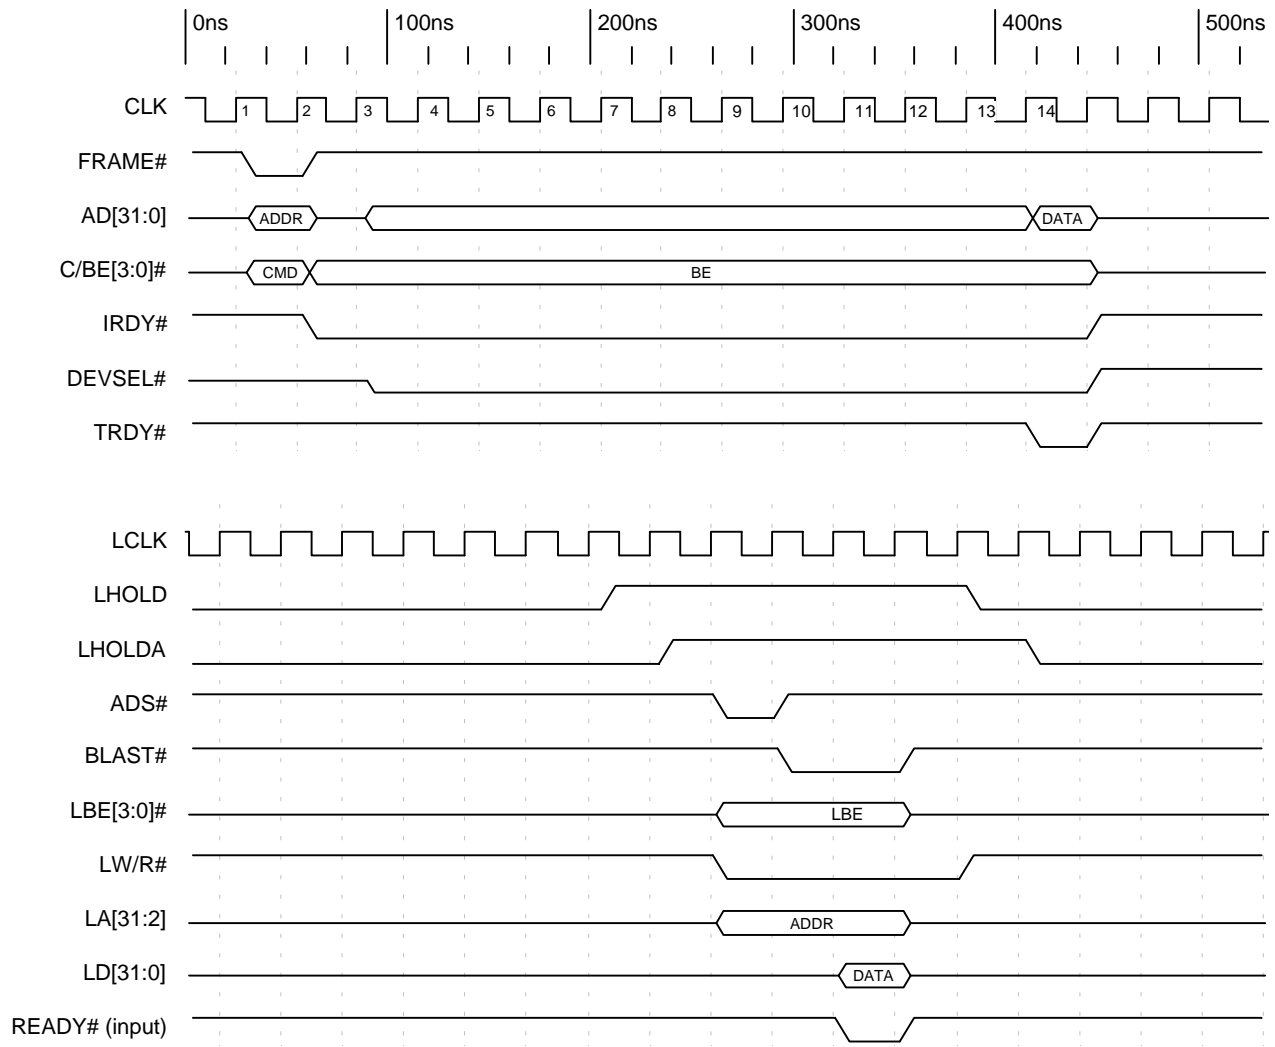 0ns 100ns 200ns 300ns 400ns 500ns
CLK 1 2 3 4 5 6 7 8 9 10 11 12 13 14
FRAME#
AD[31:0] ADDR DATA
C/BE[3:0]# CMD BE
IRDY#
DEVSEL#
TRDY#
LCLK
LHOLD
LHOLDA
ADS#
BLAST#
LBE[3:0]# LBE
LW/R#
LA[31:2] ADDR
LD[31:0] DATA
READY# (input)